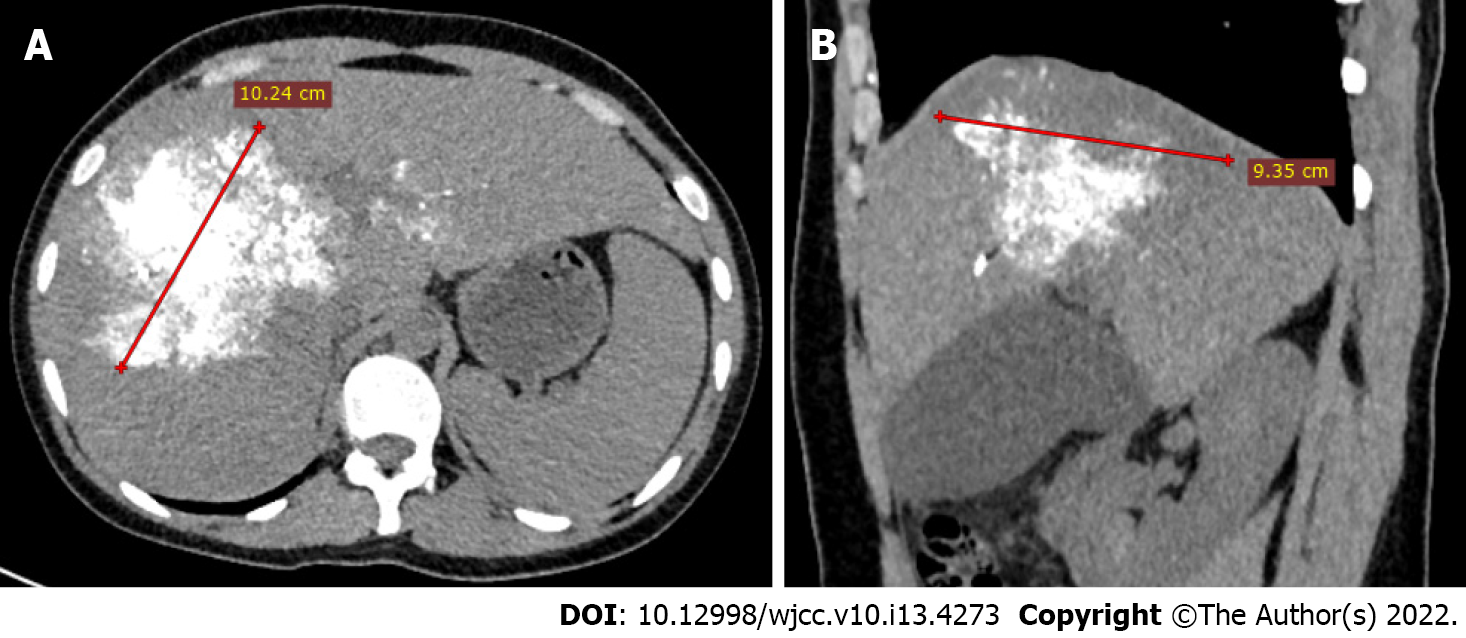 A
B
10.24 cm
9.35 cm
DOI: 10.12998/wjcc.v10.i13.4273 Copyright ©The Author(s) 2022.